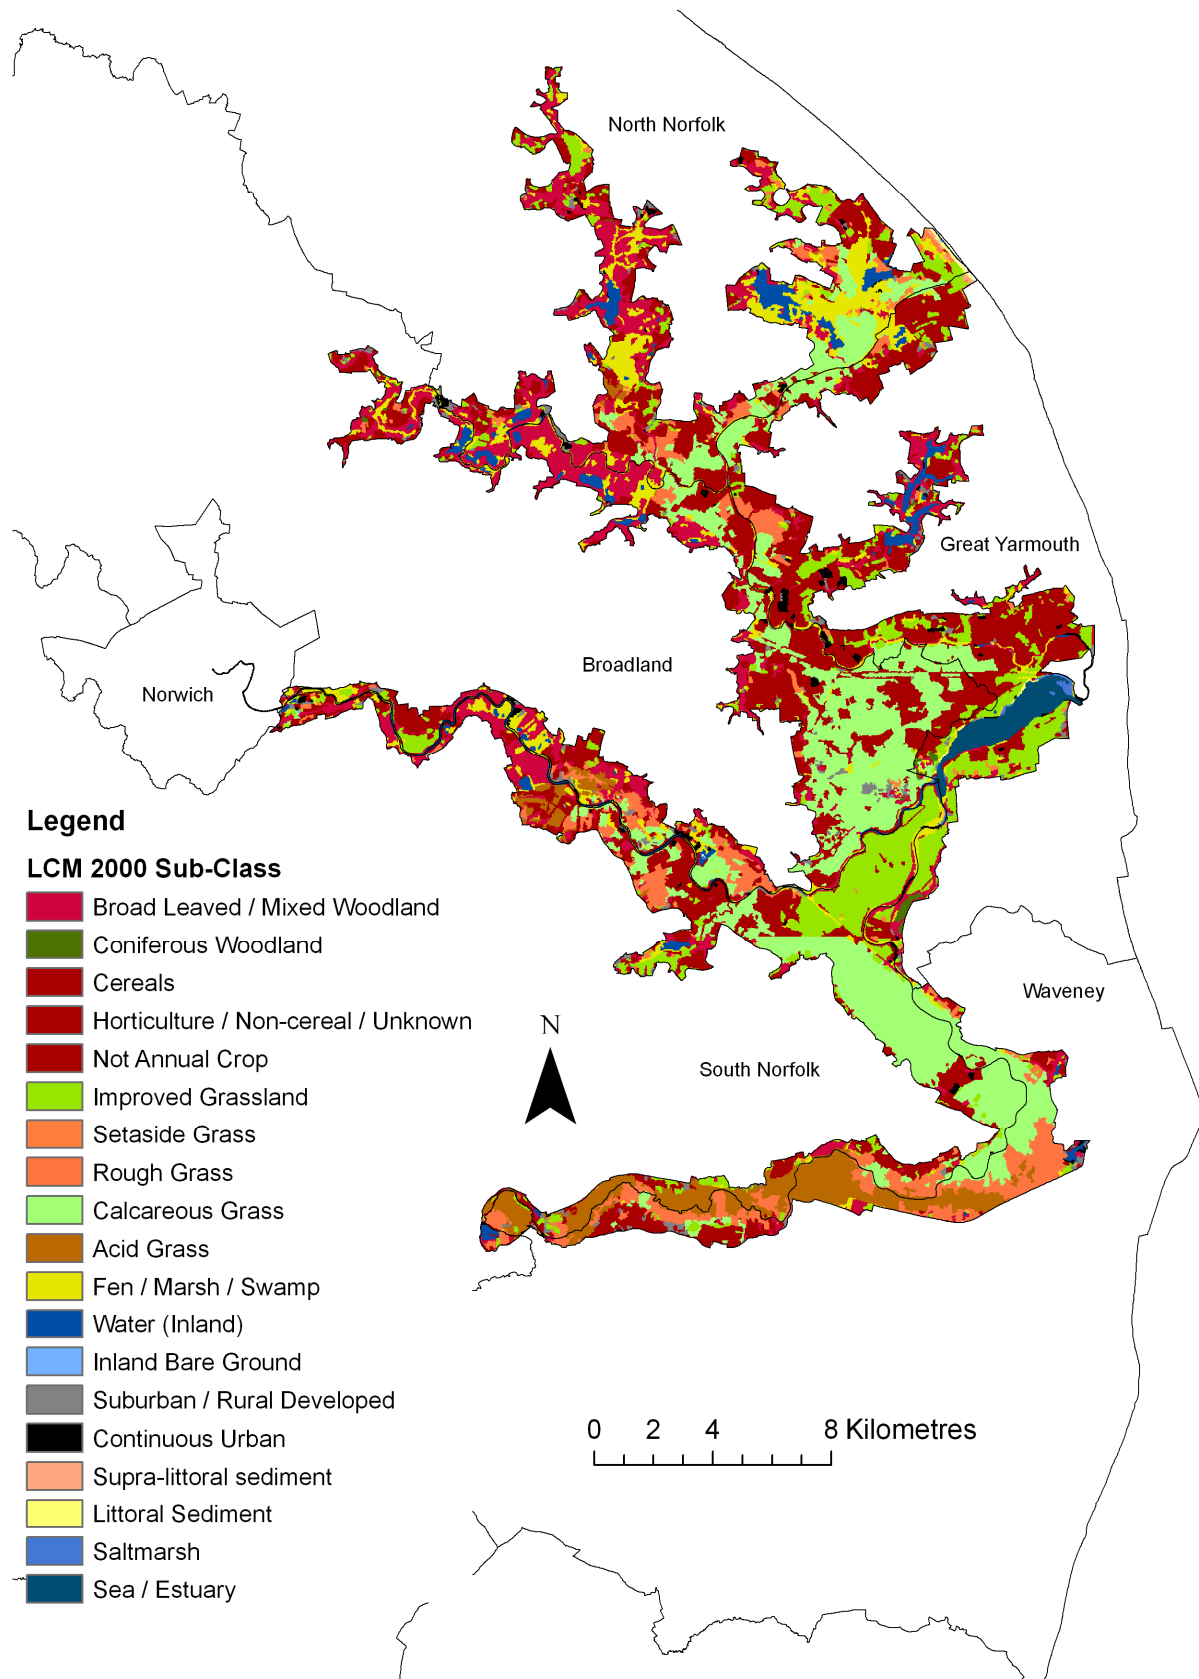 North Norfolk
Great Yarmouth
Broadland
Norwich
Legend
LCM 2000 Sub-Class
Broad Leaved / Mixed Woodland
Coniferous Woodland
Cereals
Horticulture / Non-cereal / Unknown
Not Annual Crop
Improved Grassland
Setaside Grass
Rough Grass
Calcareous Grass
Acid Grass
Fen / Marsh / Swamp
Water (Inland)
Inland Bare Ground
Suburban / Rural Developed
Continuous Urban
Supra-littoral sediment
Littoral Sediment
Saltmarsh
Sea / Estuary
Waveney
N
South Norfolk
0 2 4 8 Kilometres